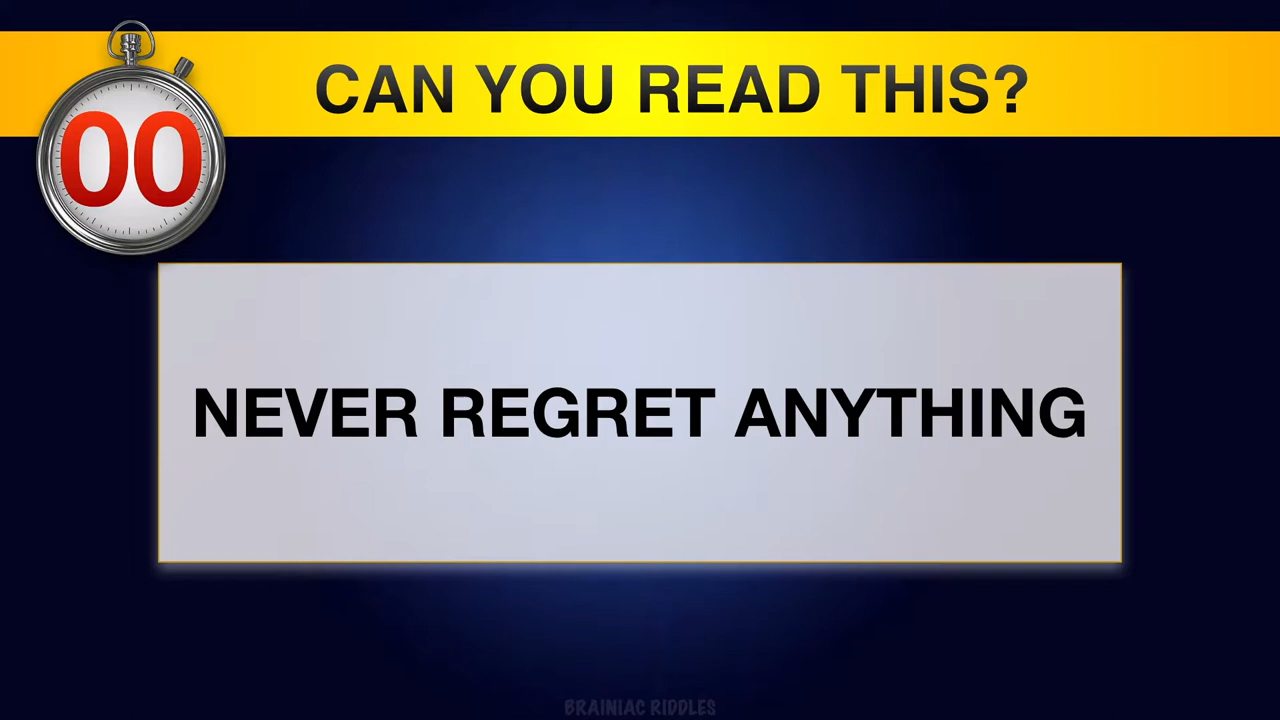 CAN YOU READ THIS?
00
NEVER REGRET ANYTHING
BRAINIAC RIDDLES